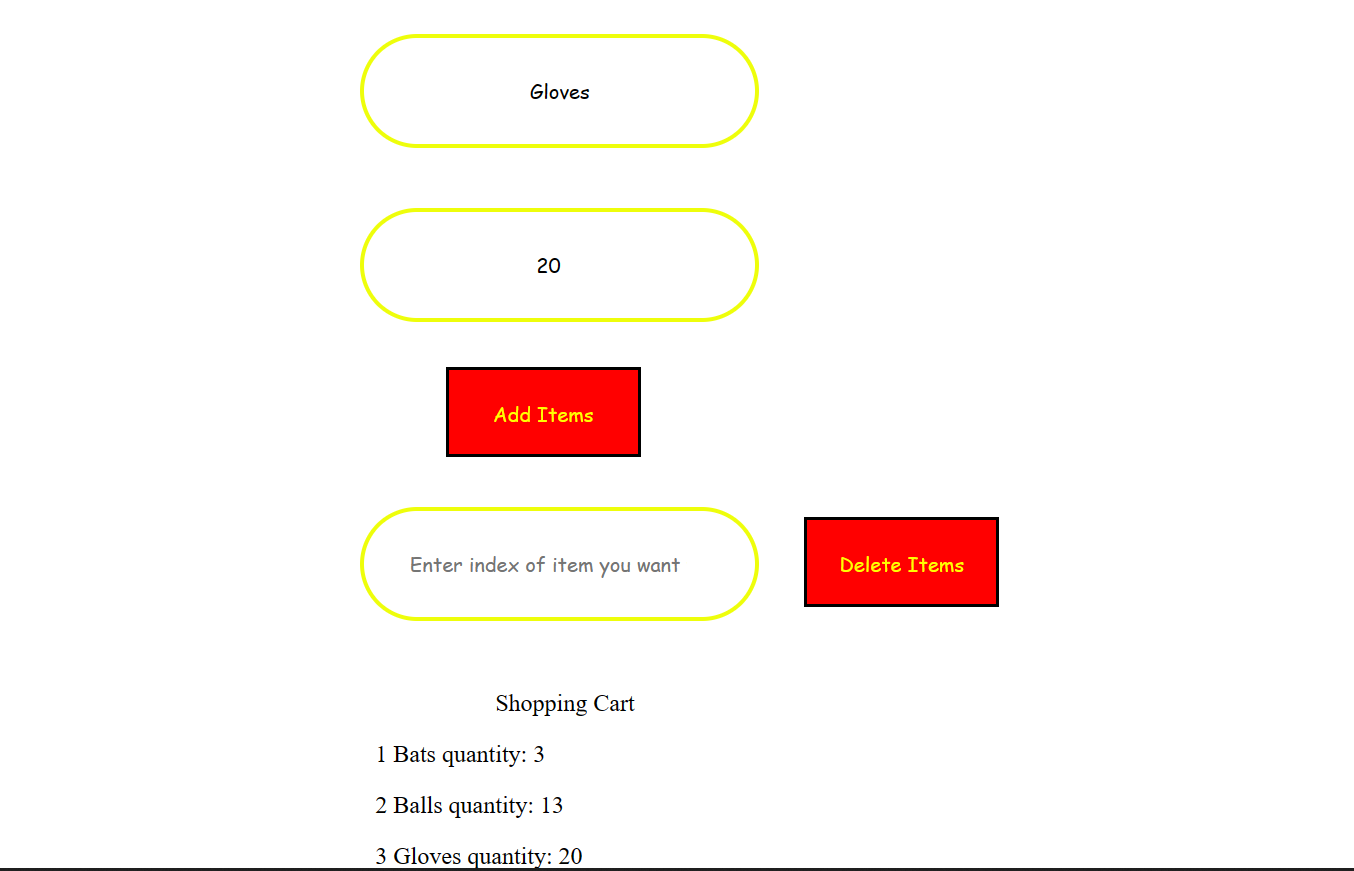 Gloves
20
Add Items
Enter index of item you want
Delete Items
Shopping Cart
1 Bats quantity: 3
2 Balls quantity: 13
3 Gloves quantity: 20